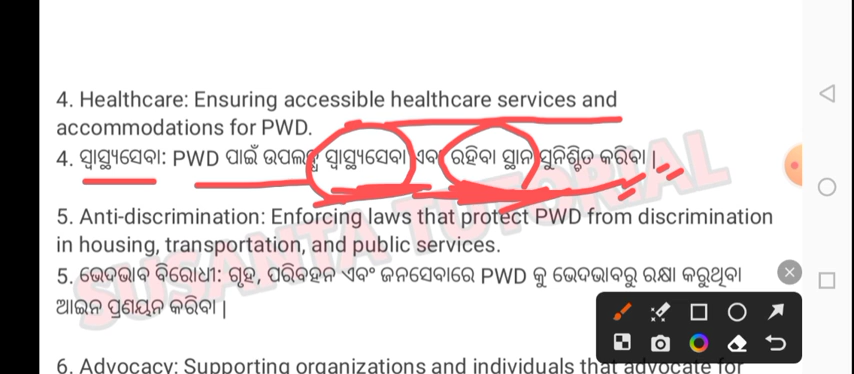 4. Healthcare: Ensuring accessible healthcare services and
accommodations for PWD.
4. ସ୍ୱାସ୍ଥ୍ୟସେବା: PWD ପାଇଁ ଉପଲବ୍ଧ ସ୍ୱାସ୍ଥ୍ୟସେବା ଏବଂ ରହିବା ସ୍ଥାନ ସୁନିଶ୍ଚିତ କରିବା |
5. Anti-discrimination: Enforcing laws that protect PWD from discrimination
in housing, transportation, and public services.
5. ଭେଦଭାବ ବିରୋଧୀ: ଗୃହ, ପରିବହନ ଏବଂ ଜନସେବାରେ PWD କୁ ଭେଦଭାବରୁ ରକ୍ଷା କରୁଥିବା
ଆଇନ ପ୍ରଣୟନ କରିବା |
6. Advocacy: Supporting organizations and individuals that advocate for
SUSANTA TUTORIAL